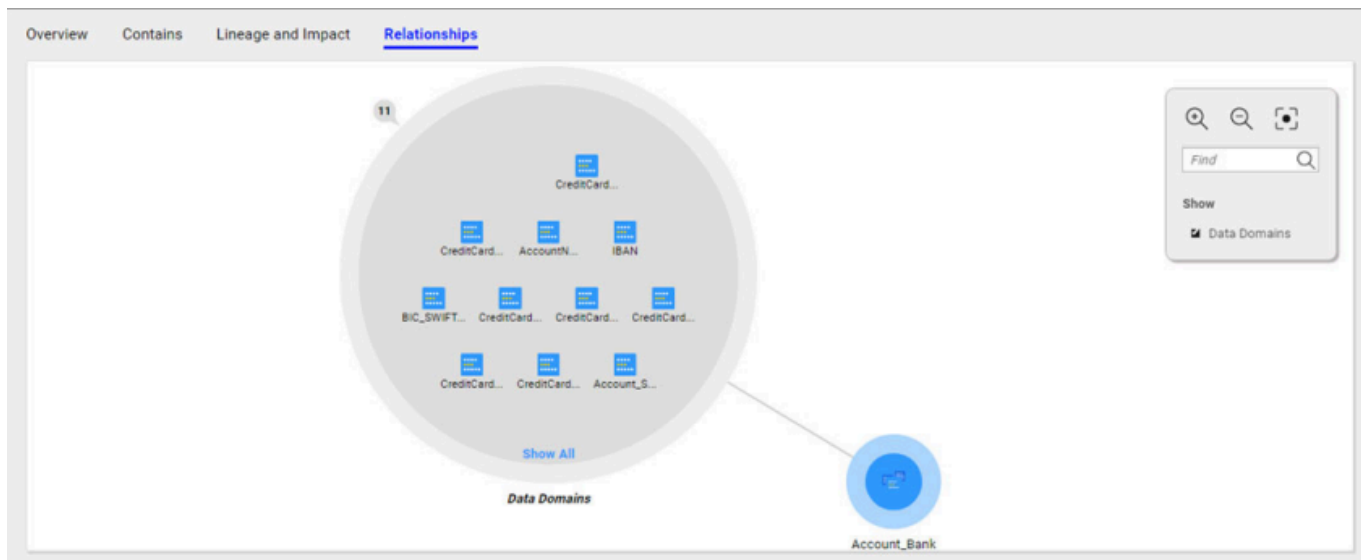 Overview Contains Lineage and Impact Relationships
11
CreditCard...
CreditCard... AccountN... IBAN
BIC_SWIFT... CreditCard... CreditCard... CreditCard...
CreditCard... CreditCard... Account_S...
Show All
Data Domains
Account_Bank
Find
Show
Data Domains